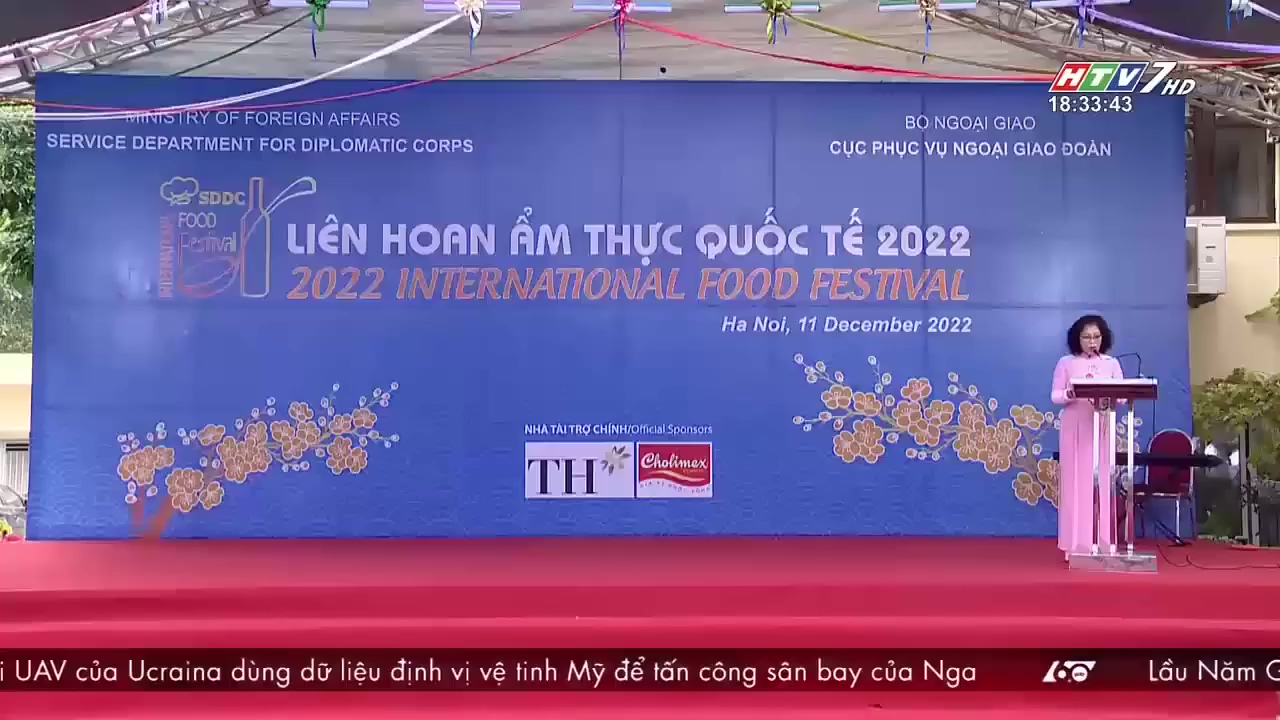 HTV7 HD
18:33:43
MINISTRY OF FOREIGN AFFAIRS
SERVICE DEPARTMENT FOR DIPLOMATIC CORPS
BỘ NGOẠI GIAO
CỤC PHỤC VỤ NGOẠI GIAO ĐOÀN
SDDC
FOOD
Festival
INTERNATIONAL
LIÊN HOAN ẨM THỰC QUỐC TẾ 2022
2022 INTERNATIONAL FOOD FESTIVAL
Ha Noi, 11 December 2022
NHÀ TÀI TRỢ CHÍNH/Official Sponsors
TH
Cholimex
i UAV của Ucraina dùng dữ liệu định vị vệ tinh Mỹ để tấn công sân bay của Nga
60
Lầu Năm